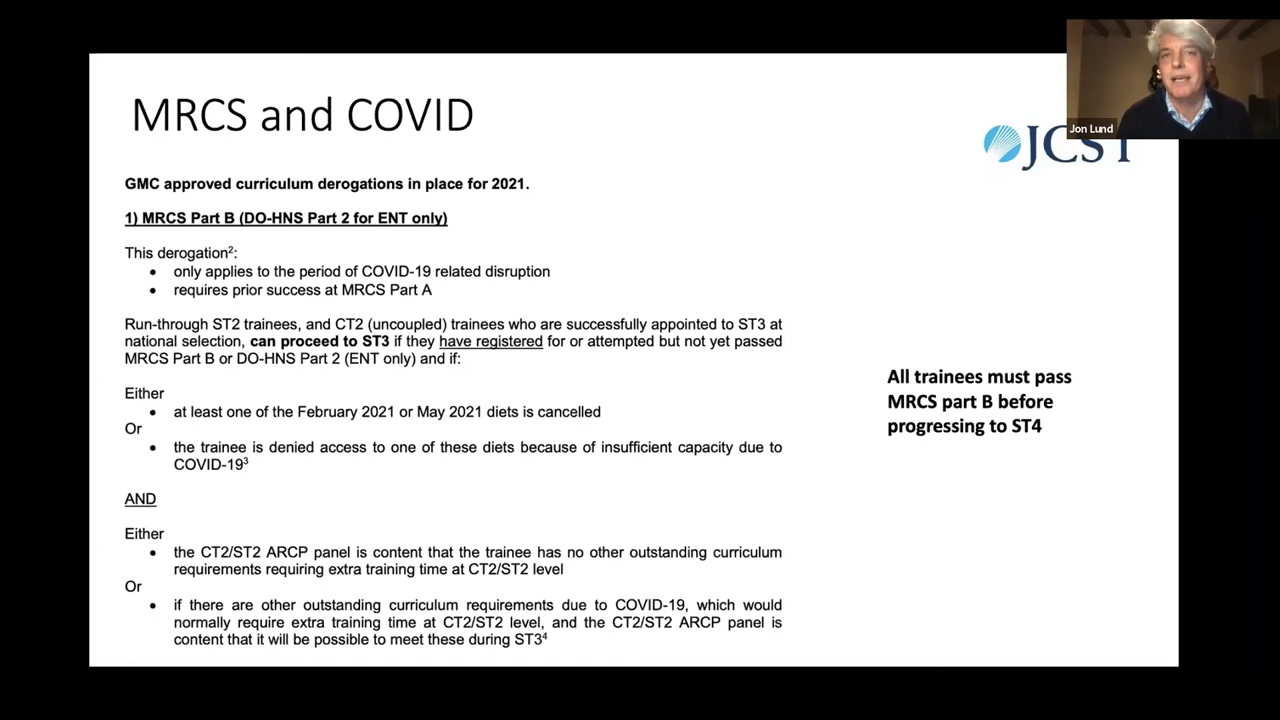 MRCS and COVID
Jon Lund
JCST
GMC approved curriculum derogations in place for 2021.
1) MRCS Part B (DO-HNS Part 2 for ENT only)
This derogation²:
• only applies to the period of COVID-19 related disruption
• requires prior success at MRCS Part A
Run-through ST2 trainees, and CT2 (uncoupled) trainees who are successfully appointed to ST3 at
national selection, can proceed to ST3 if they have registered for or attempted but not yet passed
MRCS Part B or DO-HNS Part 2 (ENT only) and if:
Either
• at least one of the February 2021 or May 2021 diets is cancelled
Or
• the trainee is denied access to one of these diets because of insufficient capacity due to
COVID-19³
AND
Either
• the CT2/ST2 ARCP panel is content that the trainee has no other outstanding curriculum
requirements requiring extra training time at CT2/ST2 level
Or
• if there are other outstanding curriculum requirements due to COVID-19, which would
normally require extra training time at CT2/ST2 level, and the CT2/ST2 ARCP panel is
content that it will be possible to meet these during ST3⁴
All trainees must pass
MRCS part B before
progressing to ST4